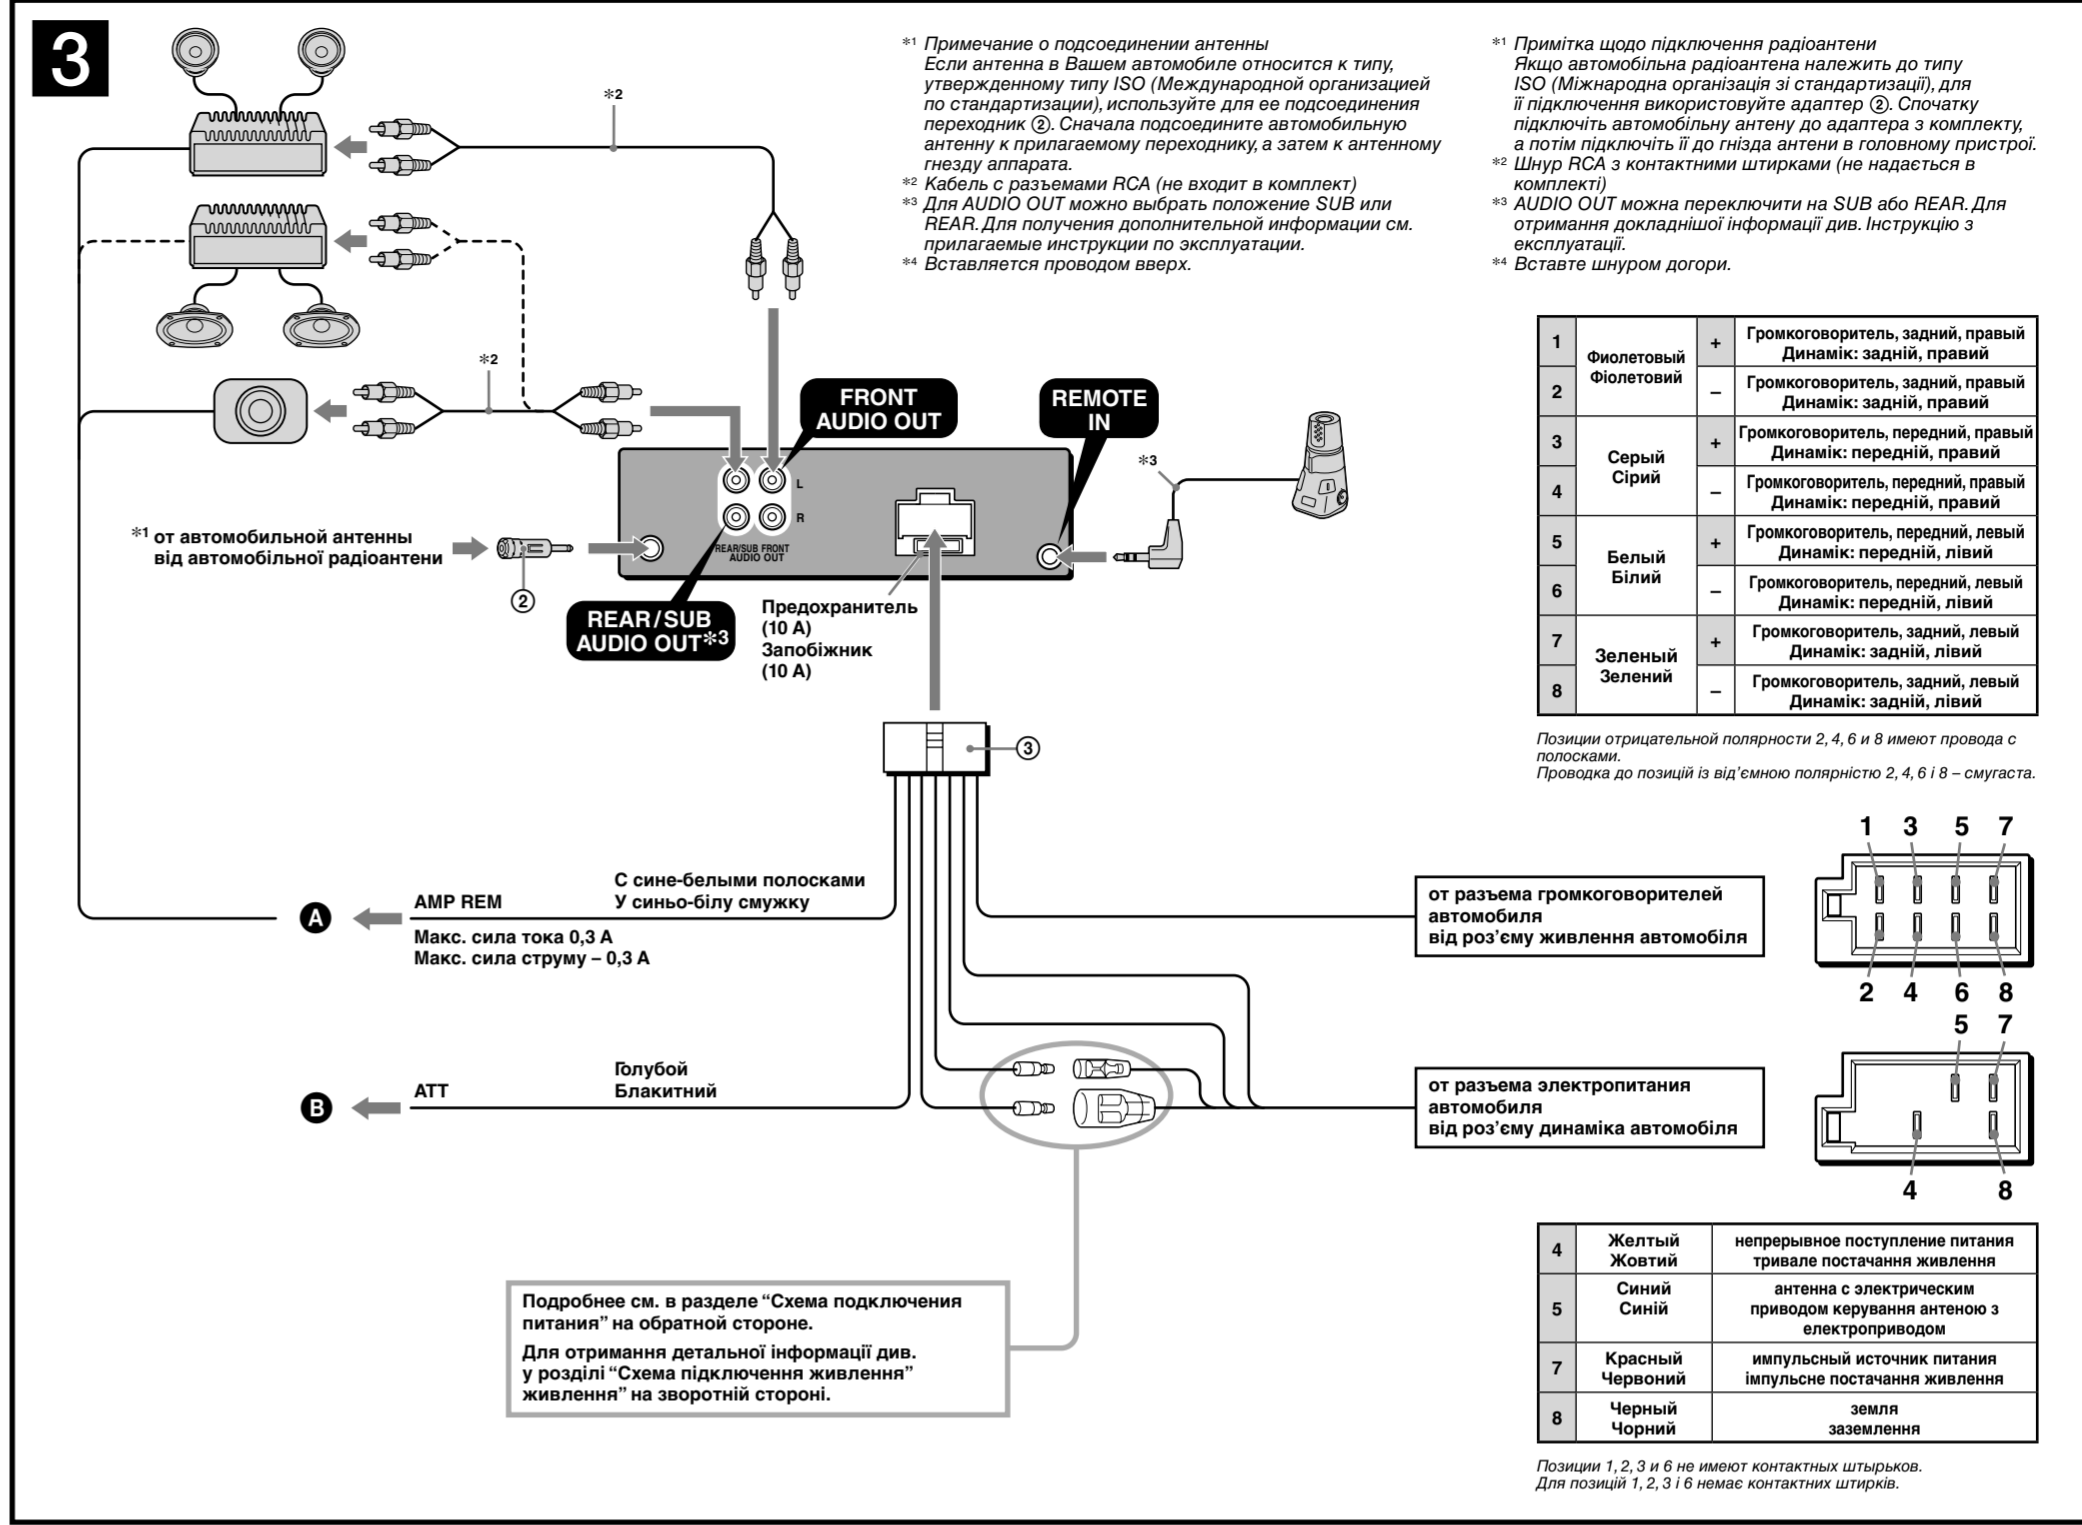 3
*1 Примечание о подсоединении антенны
Если антенна в Вашем автомобиле относится к типу,
утвержденному типу ISO (Международной организацией
по стандартизации), используйте для ее подсоединения
переходник ②. Сначала подсоедините автомобильную
антенну к прилагаемому переходнику, а затем к антенному
гнезду аппарата.
*2 Кабель с разъемами RCA (не входит в комплект)
*3 Для AUDIO OUT можно выбрать положение SUB или
REAR. Для получения дополнительной информации см.
прилагаемые инструкции по эксплуатации.
*4 Вставляется проводом вверх.
*1 Примітка щодо підключення радіоантени
Якщо автомобільна радіоантена належить до типу
ISO (Міжнародна організація зі стандартизації), для
її підключення використовуйте адаптер ②. Спочатку
підключіть автомобільну антену до адаптера з комплекту,
а потім підключіть її до гнізда антени в головному пристрої.
*2 Шнур RCA з контактними штирками (не надається в
комплекті)
*3 AUDIO OUT можна переключити на SUB або REAR. Для
отримання докладнішої інформації див. Інструкцію з
експлуатації.
*4 Вставте шнуром догори.
*2
*2
FRONT
AUDIO OUT
REMOTE
IN
*3
L
R
REAR/SUB FRONT
AUDIO OUT
*1 от автомобильной антенны
від автомобільної радіоантени
②
REAR/SUB
AUDIO OUT*3
Предохранитель
(10 A)
Запобіжник
(10 A)
③
1 Фиолетовый + Громкоговоритель, задний, правый
Фіолетовий Динамік: задній, правий
2 – Громкоговоритель, задний, правый
Динамік: задній, правий
3 Серый + Громкоговоритель, передний, правый
Сірий Динамік: передній, правий
4 – Громкоговоритель, передний, правый
Динамік: передній, правий
5 Белый + Громкоговоритель, передний, левый
Білий Динамік: передній, лівий
6 – Громкоговоритель, передний, левый
Динамік: передній, лівий
7 Зеленый + Громкоговоритель, задний, левый
Зелений Динамік: задній, лівий
8 – Громкоговоритель, задний, левый
Динамік: задній, лівий
Позиции отрицательной полярности 2, 4, 6 и 8 имеют провода с
полосками.
Проводка до позицій із від’ємною полярністю 2, 4, 6 і 8 – смугаста.
A
AMP REM
С сине-белыми полосками
У синьо-білу смужку
Макс. сила тока 0,3 A
Макс. сила струму – 0,3 A
B
ATT
Голубой
Блакитний
от разъема громкоговорителей
автомобиля
від роз’єму живлення автомобіля
1 3 5 7
2 4 6 8
от разъема электропитания
автомобиля
від роз’єму динаміка автомобіля
5 7
4 8
Подробнее см. в разделе “Схема подключения
питания” на обратной стороне.
Для отримання детальної інформації див.
у розділі “Схема підключення живлення”
живлення” на зворотній стороні.
4 Желтый непрерывное поступление питания
Жовтий тривале постачання живлення
5 Синий антенна с электрическим
Синій приводом керування антеною з
електроприводом
7 Красный импульсный источник питания
Червоний імпульсне постачання живлення
8 Черный земля
Чорний заземлення
Позиции 1, 2, 3 и 6 не имеют контактных штырьков.
Для позицій 1, 2, 3 і 6 немає контактних штирків.